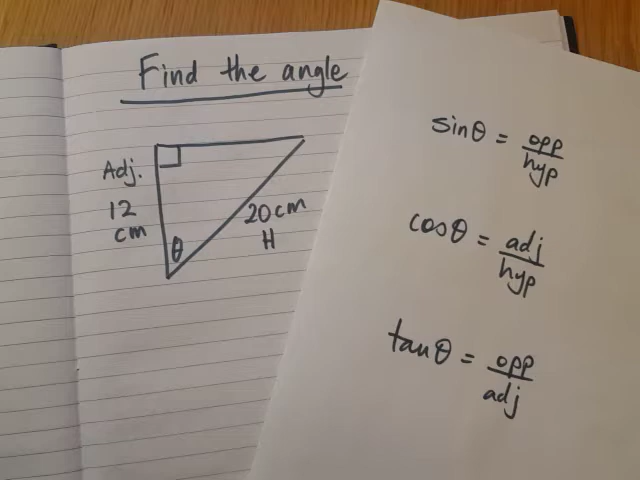 Find the angle
Adj.
12
cm
θ
20cm
H
sinθ = opp/hyp
cosθ = adj/hyp
tanθ = opp/adj